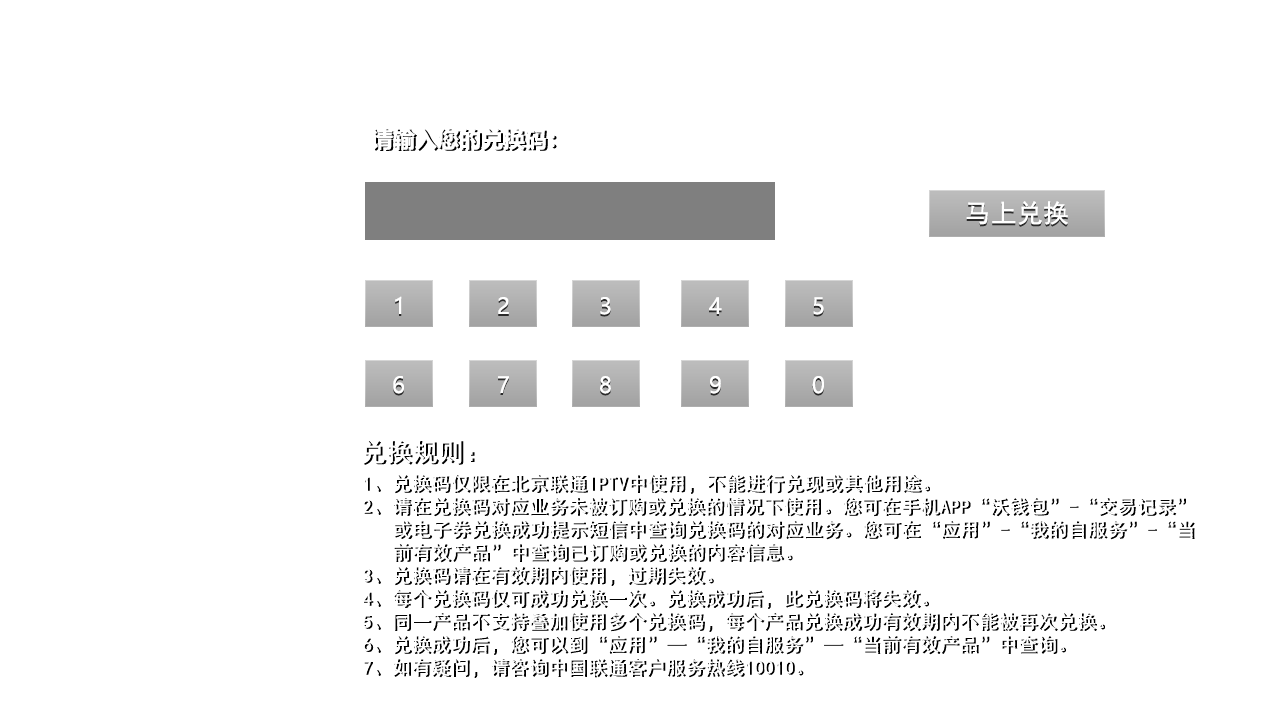 请输入您的兑换码：
马上兑换
1 2 3 4 5
6 7 8 9 0
兑换规则：
1、兑换码仅限在北京联通IPTV中使用，不能进行兑现或其他用途。
2、请在兑换码对应业务未被订购或兑换的情况下使用。您可在手机APP“沃钱包”-“交易记录”
或电子券兑换成功提示短信中查询兑换码的对应业务。您可在“应用”-“我的自服务”-“当
前有效产品”中查询已订购或兑换的内容信息。
3、兑换码请在有效期内使用，过期失效。
4、每个兑换码仅可成功兑换一次。兑换成功后，此兑换码将失效。
5、同一产品不支持叠加使用多个兑换码，每个产品兑换成功有效期内不能被再次兑换。
6、兑换成功后，您可以到“应用”—“我的自服务”—“当前有效产品”中查询。
7、如有疑问，请咨询中国联通客户服务热线10010。